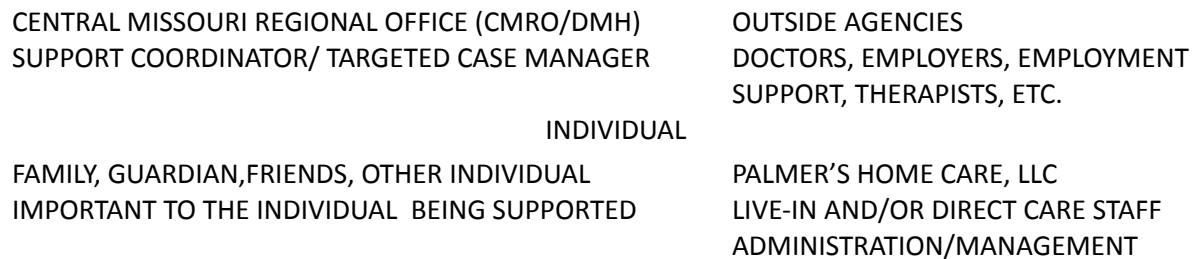 CENTRAL MISSOURI REGIONAL OFFICE (CMRO/DMH)
SUPPORT COORDINATOR/ TARGETED CASE MANAGER
OUTSIDE AGENCIES
DOCTORS, EMPLOYERS, EMPLOYMENT
SUPPORT, THERAPISTS, ETC.
INDIVIDUAL
FAMILY, GUARDIAN,FRIENDS, OTHER INDIVIDUAL
IMPORTANT TO THE INDIVIDUAL  BEING SUPPORTED
PALMER’S HOME CARE, LLC
LIVE-IN AND/OR DIRECT CARE STAFF
ADMINISTRATION/MANAGEMENT